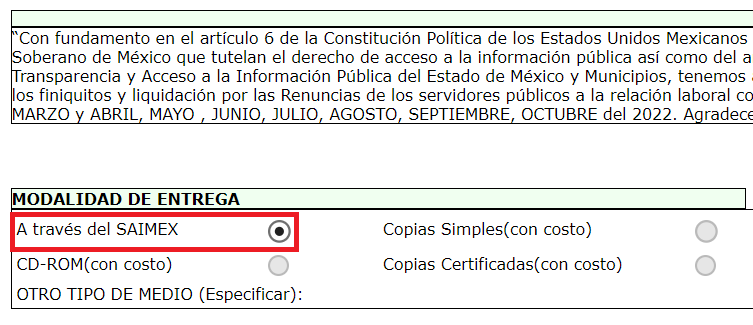 “Con fundamento en el artículo 6 de la Constitución Política de los Estados Unidos Mexicanos
Soberano de México que tutelan el derecho de acceso a la información pública así como del a
Transparencia y Acceso a la Información Pública del Estado de México y Municipios, tenemos
los finiquitos y liquidación por las Renuncias de los servidores públicos a la relación laboral co
MARZO y ABRIL, MAYO , JUNIO, JULIO, AGOSTO, SEPTIEMBRE, OCTUBRE del 2022. Agradece
MODALIDAD DE ENTREGA
A través del SAIMEX Copias Simples(con costo)
CD-ROM(con costo) Copias Certificadas(con costo)
OTRO TIPO DE MEDIO (Especificar):